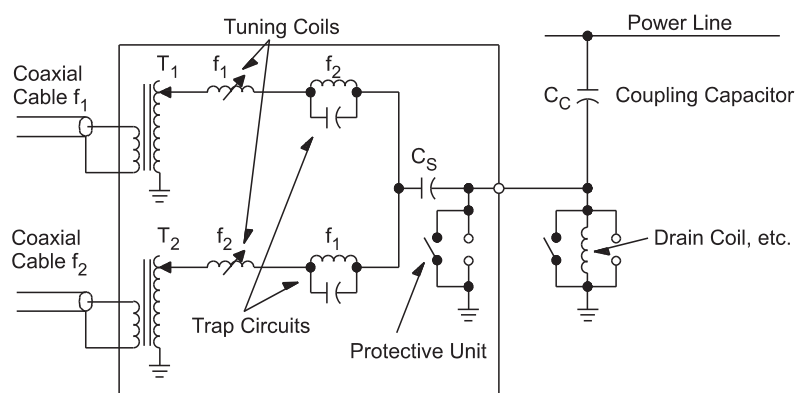 Tuning Coils
Power Line
T1
f1
f2
Coaxial
Cable f1
CC
Coupling Capacitor
CS
Coaxial
Cable f2
T2
f2
f1
Drain Coil, etc.
Trap Circuits
Protective Unit